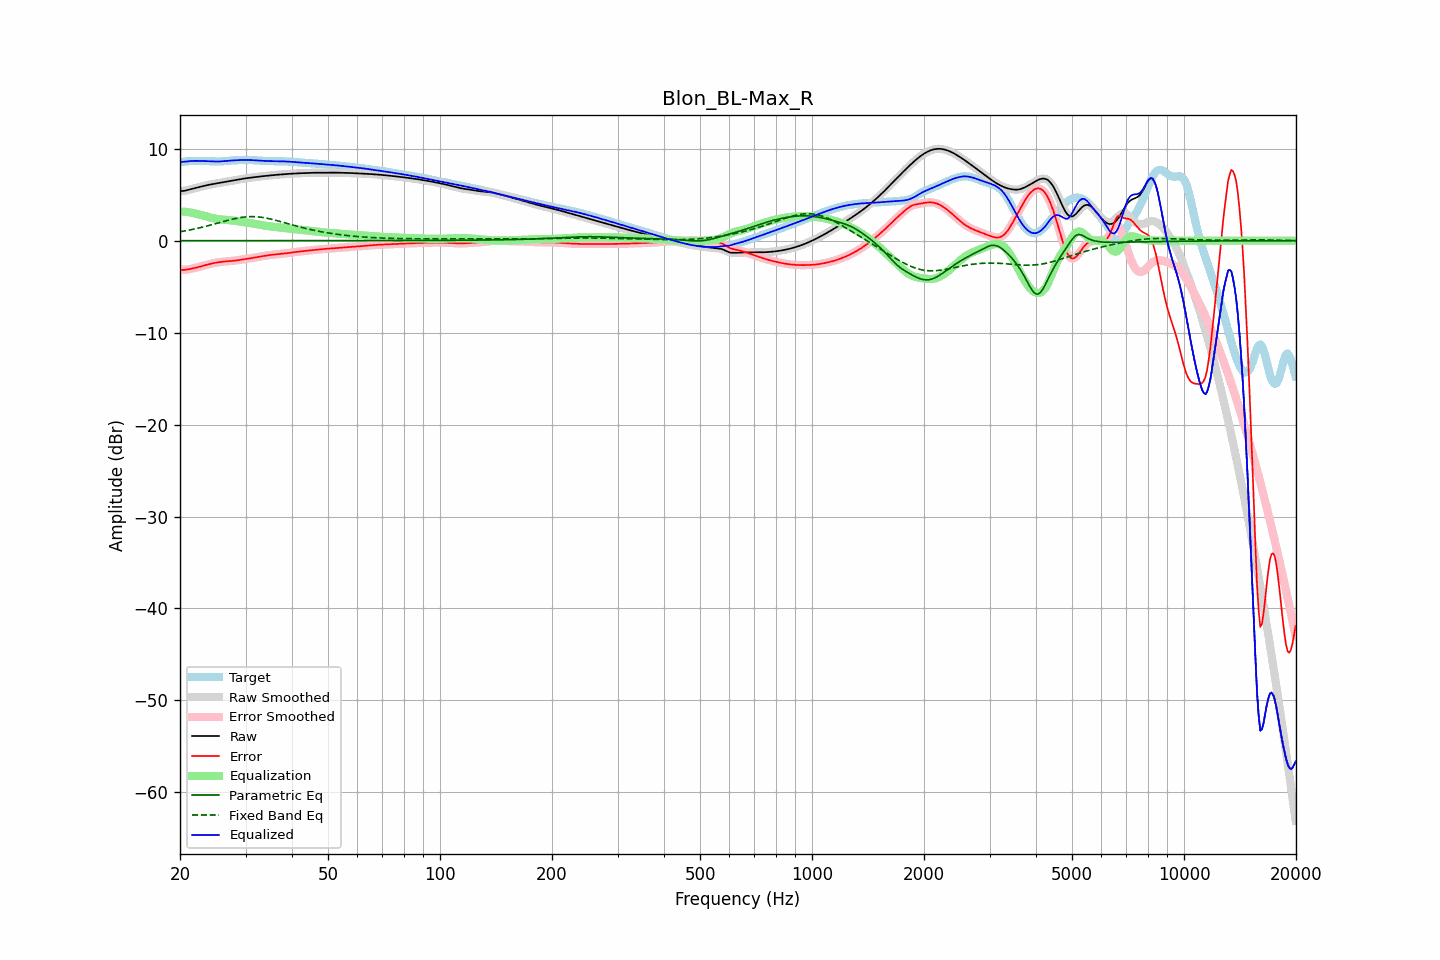 Blon_BL-Max_R
10
0
−10
−20
−30
−40
−50
−60
Amplitude (dBr)
Target
Raw Smoothed
Error Smoothed
Raw
Error
Equalization
Parametric Eq
Fixed Band Eq
Equalized
20 50 100 200 500 1000 2000 5000 10000 20000
Frequency (Hz)